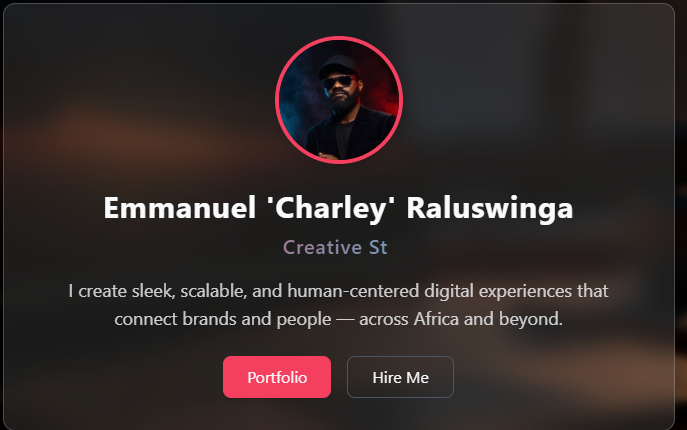 Emmanuel 'Charley' Raluswinga
Creative St
I create sleek, scalable, and human-centered digital experiences that
connect brands and people — across Africa and beyond.
Portfolio
Hire Me